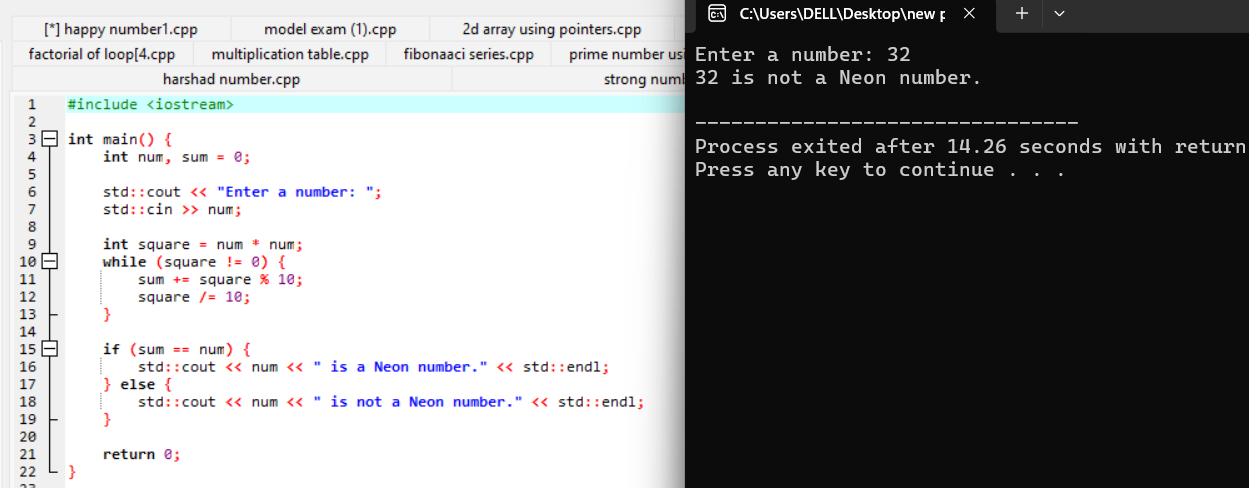 [*] happy number1.cpp model exam (1).cpp 2d array using pointers.cpp
factorial of loop[4.cpp multiplication table.cpp fibonaaci series.cpp prime number usi
harshad number.cpp strong numb
1 #include <iostream>
2
3 int main() {
4 int num, sum = 0;
5
6 std::cout << "Enter a number: ";
7 std::cin >> num;
8
9 int square = num * num;
10 while (square != 0) {
11 sum += square % 10;
12 square /= 10;
13 }
14
15 if (sum == num) {
16 std::cout << num << " is a Neon number." << std::endl;
17 } else {
18 std::cout << num << " is not a Neon number." << std::endl;
19 }
20
21 return 0;
22 }
C:\Users\DELL\Desktop\new p
Enter a number: 32
32 is not a Neon number.
--------------------------------
Process exited after 14.26 seconds with return
Press any key to continue . . .